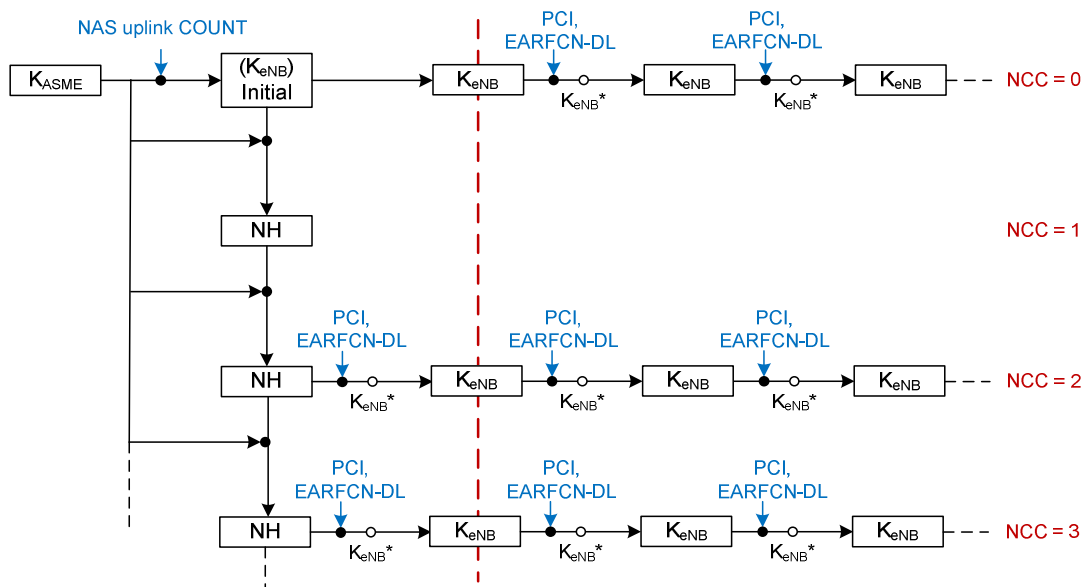 NAS uplink COUNT
PCI,
EARFCN-DL
PCI,
EARFCN-DL
KASME
(KeNB)
Initial
KeNB
KeNB*
KeNB
KeNB*
KeNB
NCC = 0
NH
NCC = 1
PCI,
EARFCN-DL
PCI,
EARFCN-DL
PCI,
EARFCN-DL
NH
KeNB*
KeNB
KeNB*
KeNB
KeNB*
KeNB
NCC = 2
PCI,
EARFCN-DL
PCI,
EARFCN-DL
PCI,
EARFCN-DL
NH
KeNB*
KeNB
KeNB*
KeNB
KeNB*
KeNB
NCC = 3